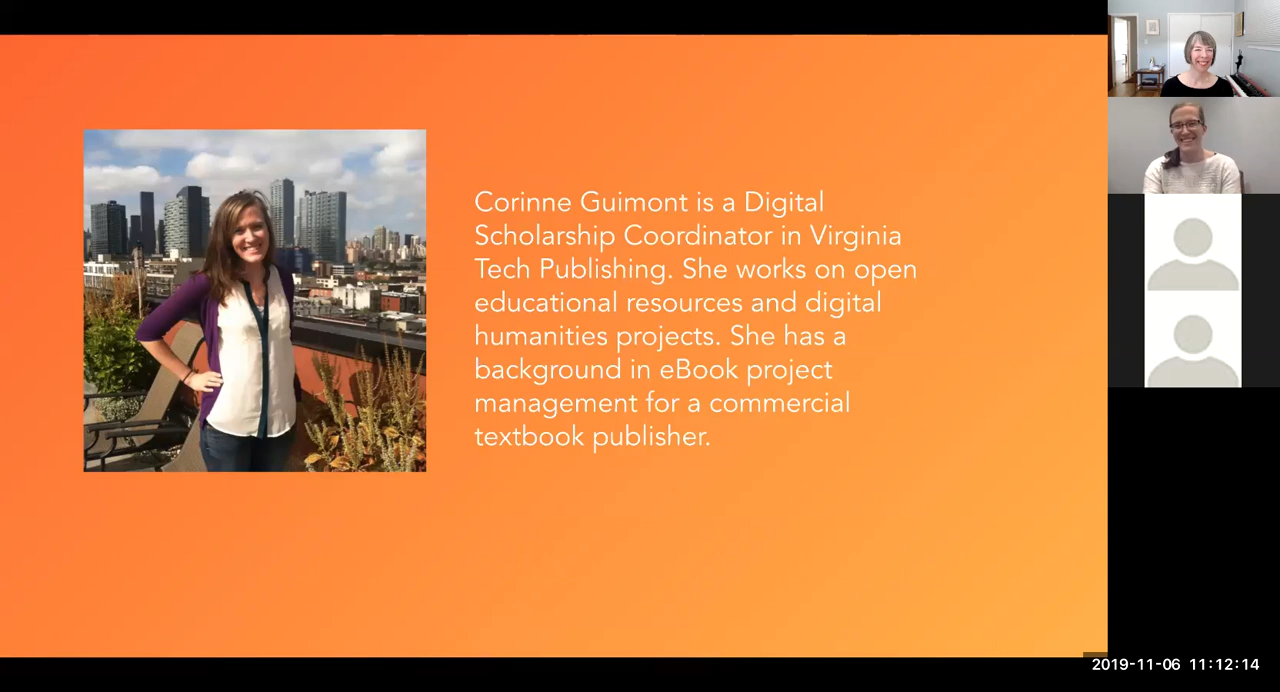 Corinne Guimont is a Digital
Scholarship Coordinator in Virginia
Tech Publishing. She works on open
educational resources and digital
humanities projects. She has a
background in eBook project
management for a commercial
textbook publisher.
2019-11-06 11:12:14